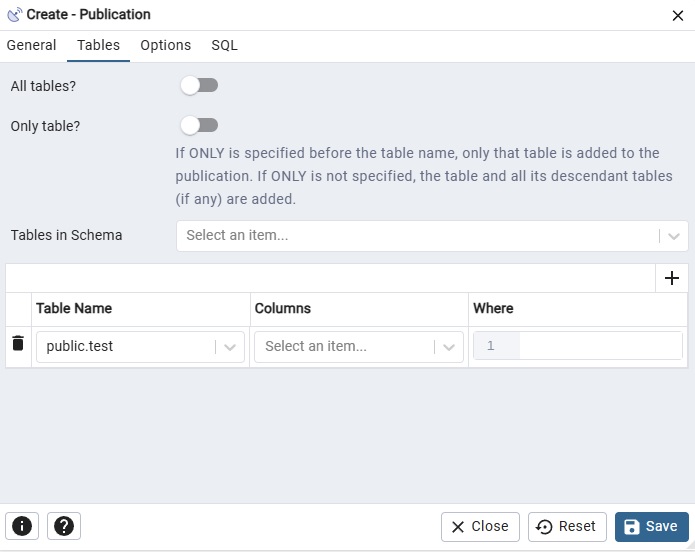 Create - Publication
General Tables Options SQL
All tables?
Only table?
If ONLY is specified before the table name, only that table is added to the
publication. If ONLY is not specified, the table and all its descendant tables
(if any) are added.
Tables in Schema Select an item...
Table Name Columns Where
public.test Select an item... 1
Close Reset Save